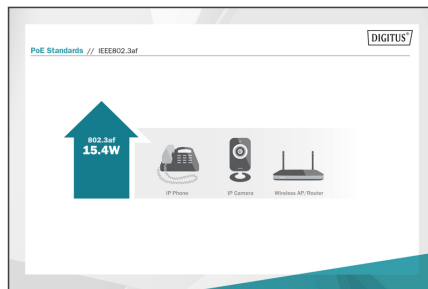 DIGITUS®
PoE Standards // IEEE802.3af
802.3af
15.4W
IP Phone
IP Camera
Wireless AP/Router